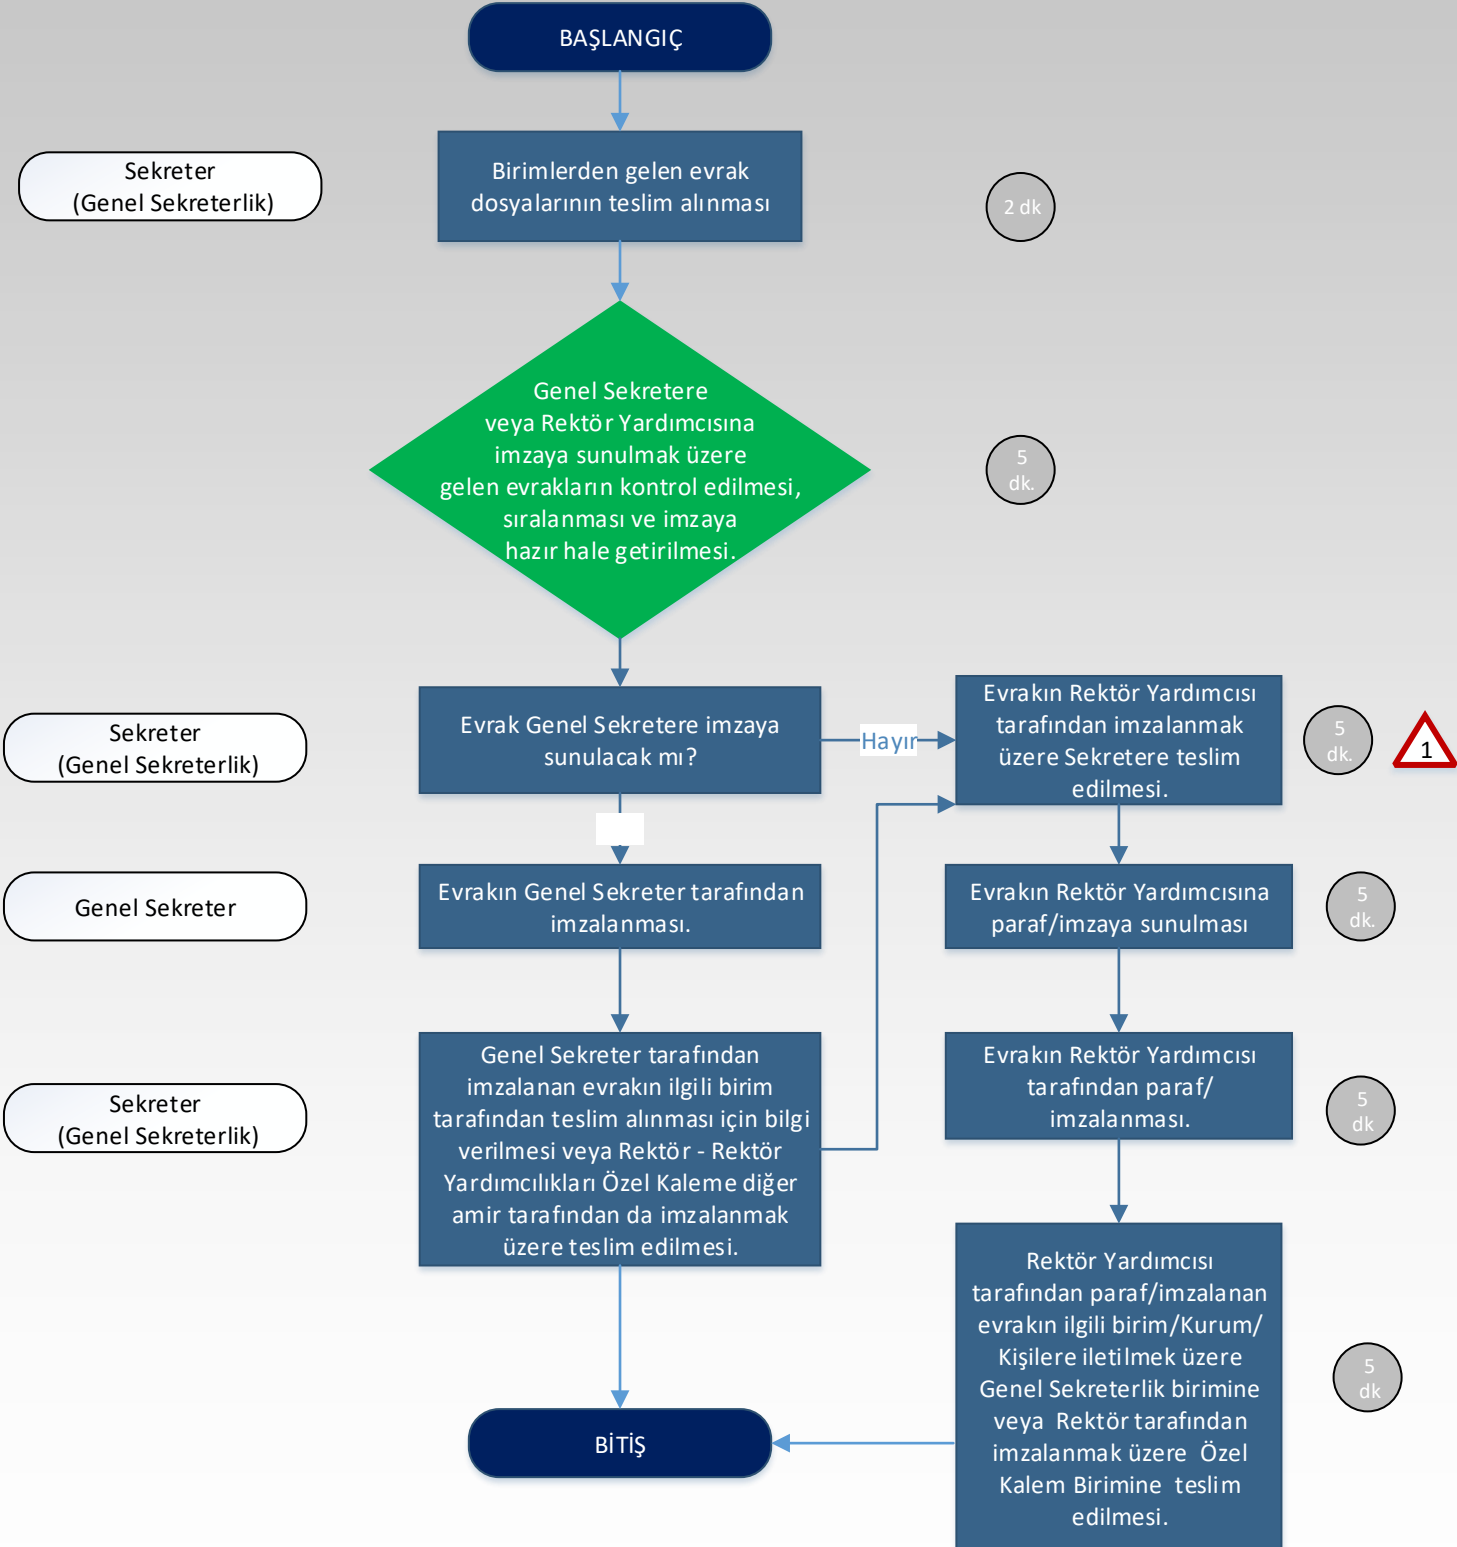 BAŞLANGIÇ
Sekreter
(Genel Sekreterlik)
Birimlerden gelen evrak
dosyalarının teslim alınması
2 dk
Genel Sekretere
veya Rektör Yardımcısına
imzaya sunulmak üzere
gelen evrakların kontrol edilmesi,
sıralanması ve imzaya
hazır hale getirilmesi.
5
dk.
Sekreter
(Genel Sekreterlik)
Evrak Genel Sekretere imzaya
sunulacak mı?
Hayır
Evrakın Rektör Yardımcısı
tarafından imzalanmak
üzere Sekretere teslim
edilmesi.
5
dk.
1
Genel Sekreter
Evrakın Genel Sekreter tarafından
imzalanması.
Evrakın Rektör Yardımcısına
paraf/imzaya sunulması
5
dk.
Sekreter
(Genel Sekreterlik)
Genel Sekreter tarafından
imzalanan evrakın ilgili birim
tarafından teslim alınması için bilgi
verilmesi veya Rektör - Rektör
Yardımcılıkları Özel Kaleme diğer
amir tarafından da imzalanmak
üzere teslim edilmesi.
Evrakın Rektör Yardımcısı
tarafından paraf/
imzalanması.
5
dk
Rektör Yardımcısı
tarafından paraf/imzalanan
evrakın ilgili birim/Kurum/
Kişilere iletilmek üzere
Genel Sekreterlik birimine
veya Rektör tarafından
imzalanmak üzere Özel
Kalem Birimine teslim
edilmesi.
5
dk
BİTİŞ